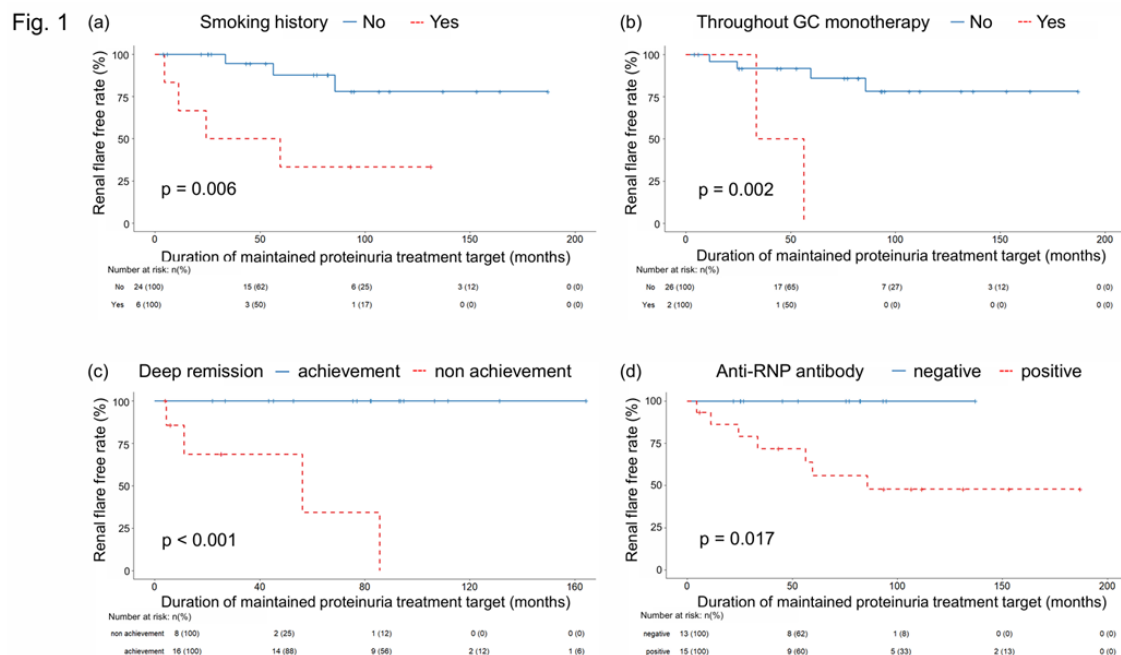 Fig. 1
(a) Smoking history No Yes
Renal flare free rate (%)
100
75
50
25
0
p = 0.006
0 50 100 150 200
Duration of maintained proteinuria treatment target (months)
Number at risk: n(%)
No 24 (100) 15 (62) 6 (25) 3 (12) 0 (0)
Yes 6 (100) 3 (50) 1 (17) 0 (0) 0 (0)
(b) Throughout GC monotherapy No Yes
Renal flare free rate (%)
100
75
50
25
0
p = 0.002
0 50 100 150 200
Duration of maintained proteinuria treatment target (months)
Number at risk: n(%)
No 26 (100) 17 (65) 7 (27) 3 (12) 0 (0)
Yes 2 (100) 1 (50) 0 (0) 0 (0) 0 (0)
(c) Deep remission achievement non achievement
Renal flare free rate (%)
100
75
50
25
0
p < 0.001
0 40 80 120 160
Duration of maintained proteinuria treatment target (months)
Number at risk: n(%)
non achievement 8 (100) 2 (25) 1 (12) 0 (0) 0 (0)
achievement 16 (100) 14 (88) 9 (56) 2 (12) 1 (6)
(d) Anti-RNP antibody negative positive
Renal flare free rate (%)
100
75
50
25
0
p = 0.017
0 50 100 150 200
Duration of maintained proteinuria treatment target (months)
Number at risk: n(%)
negative 13 (100) 8 (62) 1 (8) 0 (0) 0 (0)
positive 15 (100) 9 (60) 5 (33) 2 (13) 0 (0)